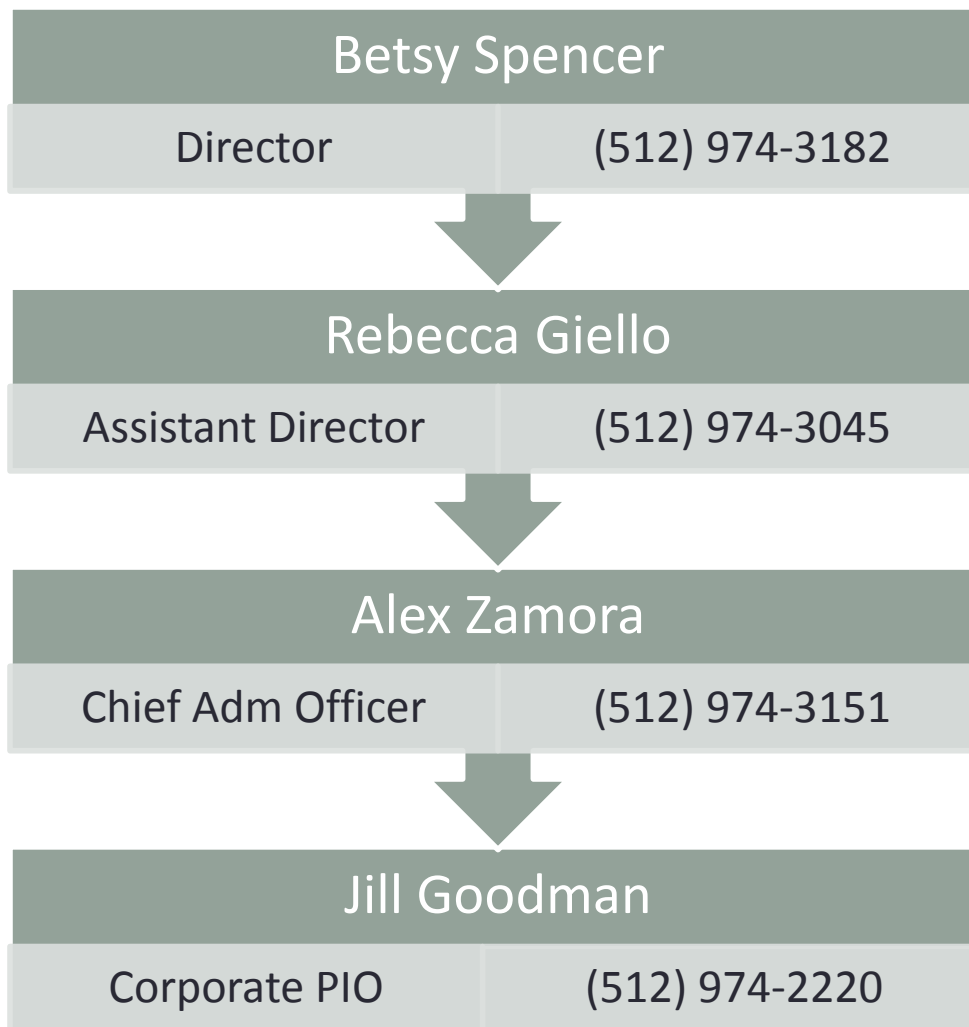 Betsy Spencer
Director (512) 974-3182
Rebecca Giello
Assistant Director (512) 974-3045
Alex Zamora
Chief Adm Officer (512) 974-3151
Jill Goodman
Corporate PIO (512) 974-2220